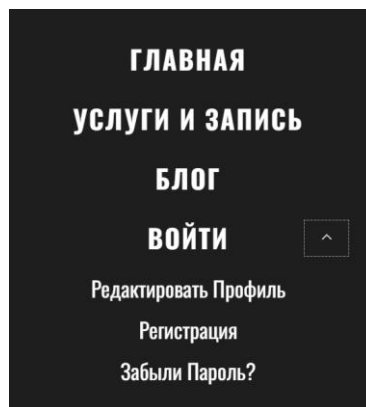 ГЛАВНАЯ
УСЛУГИ И ЗАПИСЬ
БЛОГ
ВОЙТИ
Редактировать Профиль
Регистрация
Забыли Пароль?